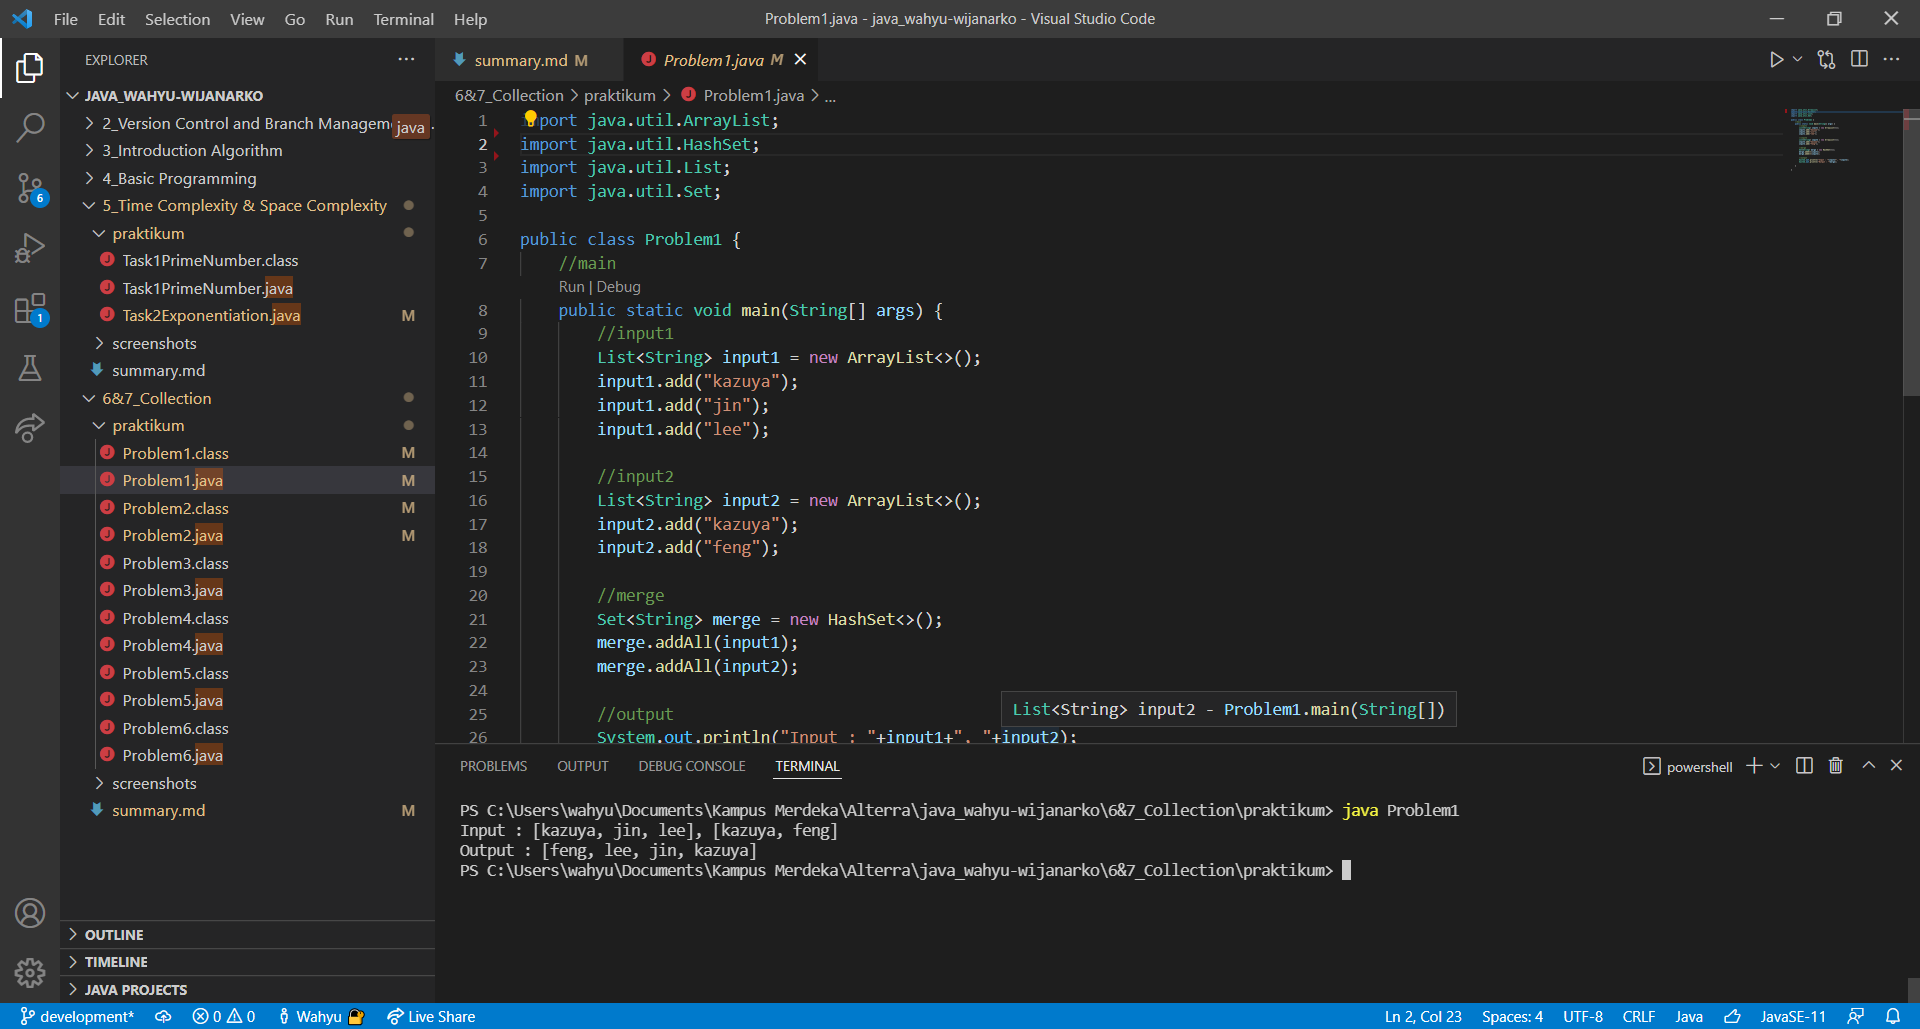 File Edit Selection View Go Run Terminal Help
Problem1.java - java_wahyu-wijanarko - Visual Studio Code
EXPLORER
JAVA_WAHYU-WIJANARKO
2_Version Control and Branch Managem
java
3_Introduction Algorithm
4_Basic Programming
5_Time Complexity & Space Complexity
praktikum
Task1PrimeNumber.class
Task1PrimeNumber.java
Task2Exponentiation.java M
screenshots
summary.md
6&7_Collection
praktikum
Problem1.class M
Problem1.java M
Problem2.class M
Problem2.java M
Problem3.class
Problem3.java
Problem4.class
Problem4.java
Problem5.class
Problem5.java
Problem6.class
Problem6.java
screenshots
summary.md M
OUTLINE
TIMELINE
JAVA PROJECTS
6
1
summary.md M
Problem1.java M
6&7_Collection > praktikum > Problem1.java > ...
1 port java.util.ArrayList;
2 import java.util.HashSet;
3 import java.util.List;
4 import java.util.Set;
5
6 public class Problem1 {
7 //main
Run | Debug
8 public static void main(String[] args) {
9 //input1
10 List<String> input1 = new ArrayList<>();
11 input1.add("kazuya");
12 input1.add("jin");
13 input1.add("lee");
14
15 //input2
16 List<String> input2 = new ArrayList<>();
17 input2.add("kazuya");
18 input2.add("feng");
19
20 //merge
21 Set<String> merge = new HashSet<>();
22 merge.addAll(input1);
23 merge.addAll(input2);
24
25 //output
List<String> input2 - Problem1.main(String[])
26 System.out.println("Input : "+input1+", "+input2);
PROBLEMS OUTPUT DEBUG CONSOLE TERMINAL
powershell
PS C:\Users\wahyu\Documents\Kampus Merdeka\Alterra\java_wahyu-wijanarko\6&7_Collection\praktikum> java Problem1
Input : [kazuya, jin, lee], [kazuya, feng]
Output : [feng, lee, jin, kazuya]
PS C:\Users\wahyu\Documents\Kampus Merdeka\Alterra\java_wahyu-wijanarko\6&7_Collection\praktikum>
development* 0 0 Wahyu Live Share
Ln 2, Col 23 Spaces: 4 UTF-8 CRLF Java JavaSE-11